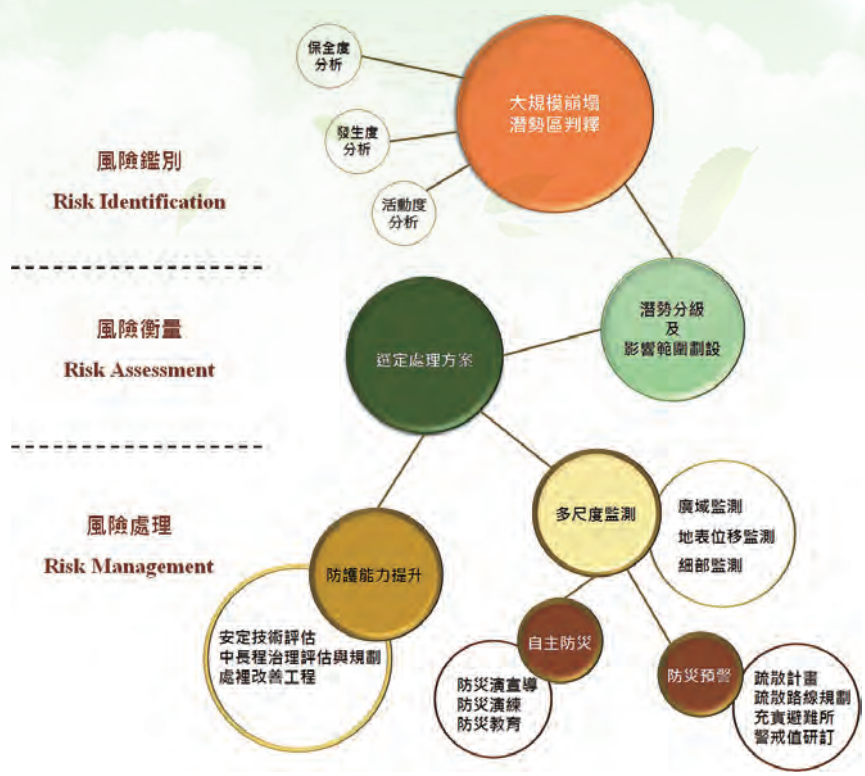 保全度
分析
大規模崩塌
潛勢區判釋
發生度
分析
風險鑑別
Risk Identification
活動度
分析
風險衡量
Risk Assessment
潛勢分級
及
影響範圍劃設
選定處理方案
風險處理
Risk Management
多尺度監測
廣域監測
地表位移監測
細部監測
防護能力提升
安定技術評估
中長程治理評估與規劃
處裡改善工程
自主防災
防災演宣導
防災演練
防災教育
防災預警
疏散計畫
疏散路線規劃
充實避難所
警戒值研訂